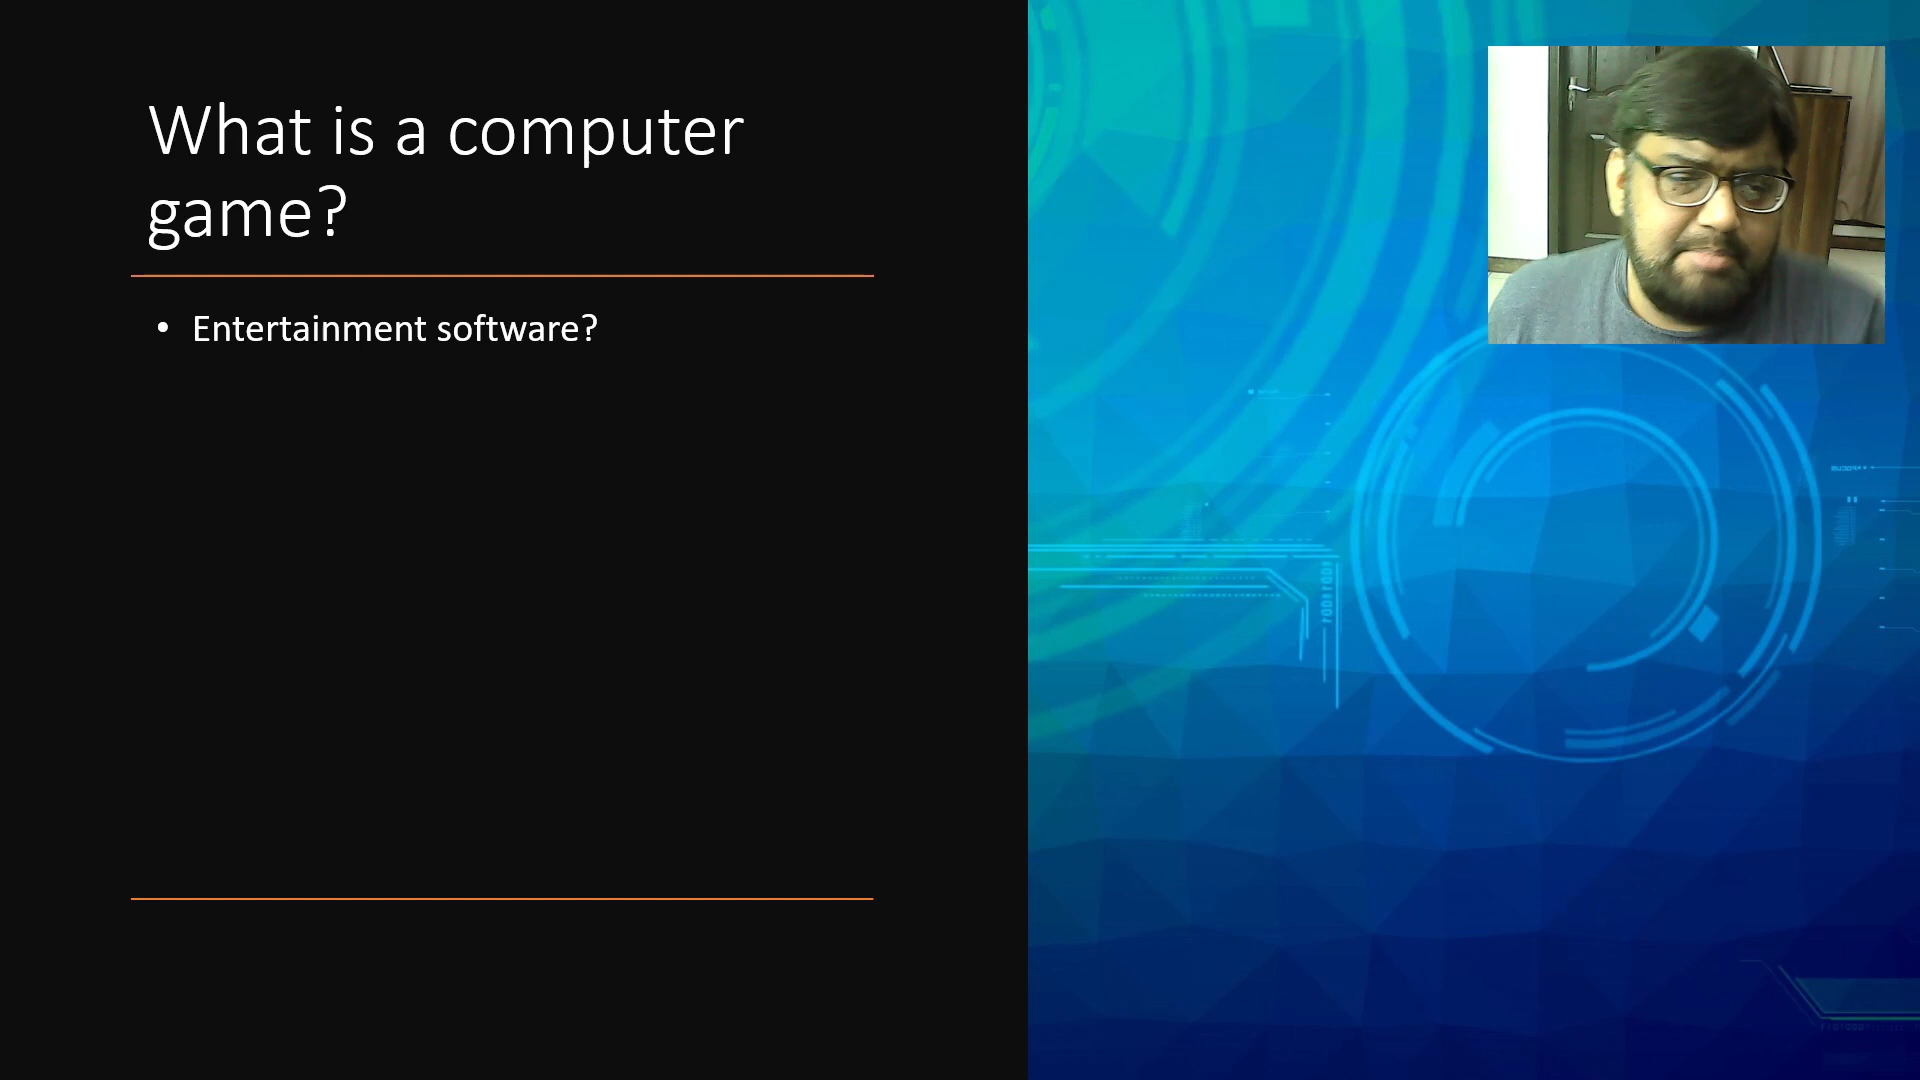 What is a computer
game?
• Entertainment software?